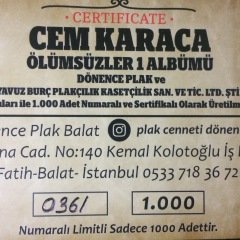 • CERTIFICATE •
CEM KARACA
ÖLÜMSÜZLER 1 ALBÜMÜ
DÖNENCE PLAK ve
YAVUZ BURÇ PLAKÇILIK KASETÇİLİK SAN. VE TİC. LTD. ŞTİ
ları ile 1.000 Adet Numaralı ve Sertifikalı Olarak Üretilm
nce Plak Balat plak cenneti dönen
na Cad. No:140 Kemal Kolotoğlu İş
Fatih-Balat- İstanbul 0533 718 36 72
0361 1.000
Numaralı Limitli Sadece 1000 Adettir.